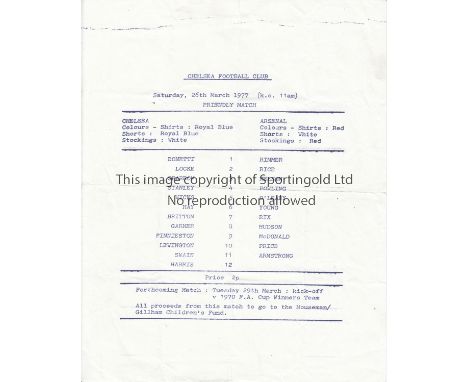 CHELSEA FOOTBALL CLUB
Saturday, 26th March 1977 (k.o. 11am)
FRIENDLY MATCH
CHELSEA ARSENAL
Colours - Shirts : Royal Blue Colours - Shirts : Red
Shorts : Royal Blue Shorts : White
Stockings : White Stockings : Red
BONETTI 1 RIMMER
LOCKE 2 RICE
This image copyright of Sportingold Ltd
STANLEY 4 POWLING
No reproduction allowed
HAY 6 YOUNG
BRITTON 7 RIX
GARNER 8 HUDSON
FINNIESTON 9 McDONALD
LEVINGTON 10 PRICE
SWAIN 11 ARMSTRONG
HARRIS 12
Price 2p
Forthcoming Match : Tuesday 29th March : kick-off
v 1970 F.A. Cup Winners Team
All proceeds from this match to go to the Houseman/
Gillham Children's Fund.